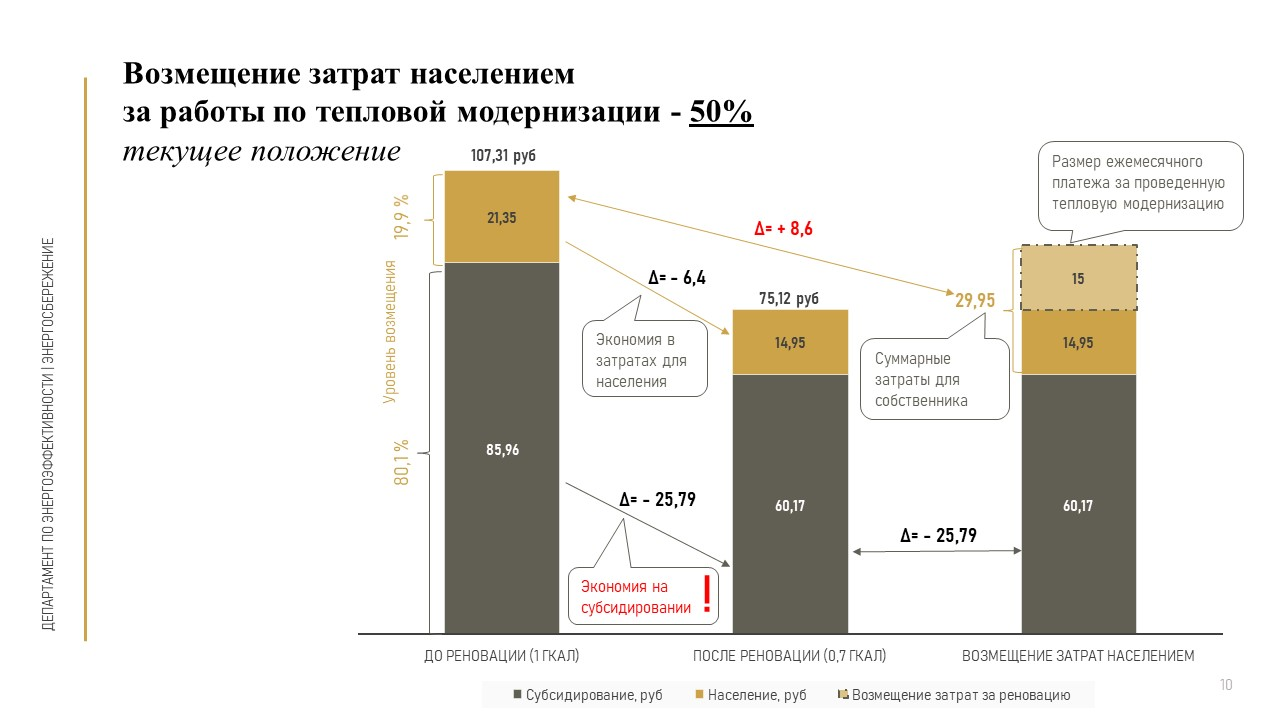 Возмещение затрат населением
за работы по тепловой модернизации - 50%
текущее положение
ДЕПАРТАМЕНТ ПО ЭНЕРГОЭФФЕКТИВНОСТИ | ЭНЕРГОСБЕРЕЖЕНИЕ
Уровень возмещения
19,9 %
80,1 %
107,31 руб
21,35
85,96
Δ= - 6,4
Экономия в
затратах для
населения
Δ= - 25,79
Экономия на
субсидировании
!
Δ= + 8,6
75,12 руб
14,95
60,17
29,95
Суммарные
затраты для
собственника
Δ= - 25,79
Размер ежемесячного
платежа за проведенную
тепловую модернизацию
15
14,95
60,17
ДО РЕНОВАЦИИ (1 ГКАЛ)
ПОСЛЕ РЕНОВАЦИИ (0,7 ГКАЛ)
ВОЗМЕЩЕНИЕ ЗАТРАТ НАСЕЛЕНИЕМ
Субсидирование, руб
Население, руб
Возмещение затрат за реновацию
10